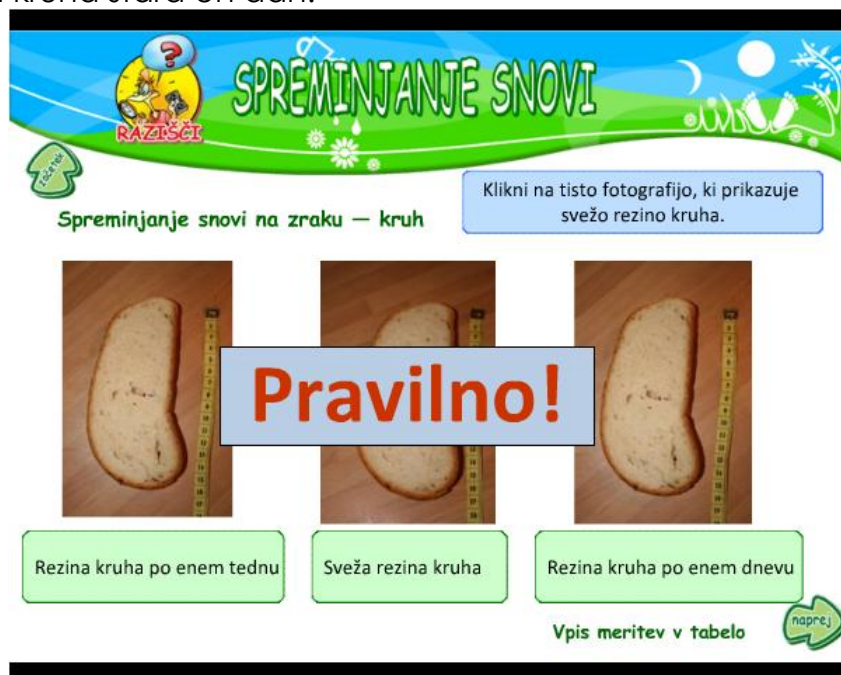 SPREMINJANJE SNOVI
RAZIŠČI
začetek
Klikni na tisto fotografijo, ki prikazuje
svežo rezino kruha.
Spreminjanje snovi na zraku — kruh
Pravilno!
Rezina kruha po enem tednu
Sveža rezina kruha
Rezina kruha po enem dnevu
Vpis meritev v tabelo
naprej